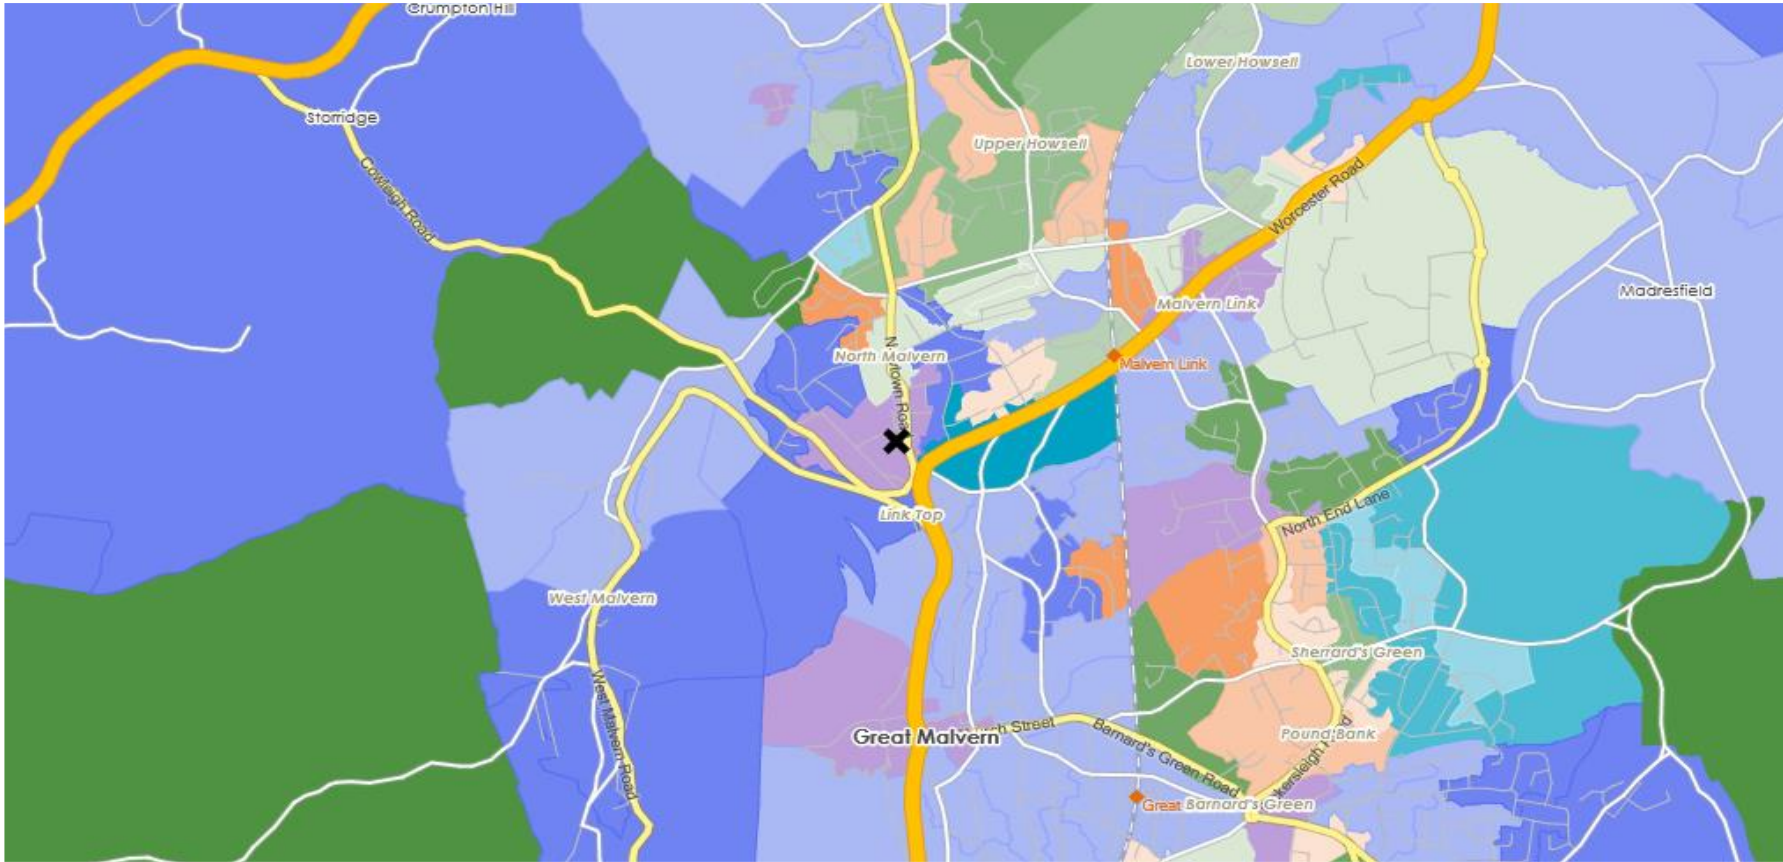 Crumpton Hill
Lower Howsell
Storridge
Upper Howsell
Cowleigh Road
Worcester Road
Madresfield
Malvern Link
North Malvern
Malvern Link
Road
Link Top
North End Lane
West Malvern
Sherrard's Green
West Malvern Road
Great Malvern
Street
Barnard's Green Road
Pound Bank
Great
Barnard's Green